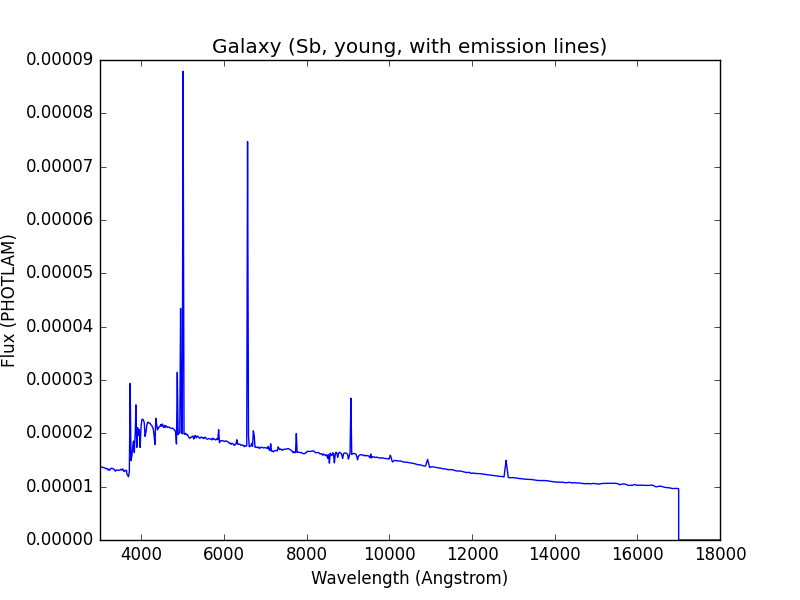 Galaxy (Sb, young, with emission lines)
0.00009
0.00008
0.00007
0.00006
0.00005
0.00004
0.00003
0.00002
0.00001
0.00000
Flux (PHOTLAM)
4000 6000 8000 10000 12000 14000 16000 18000
Wavelength (Angstrom)